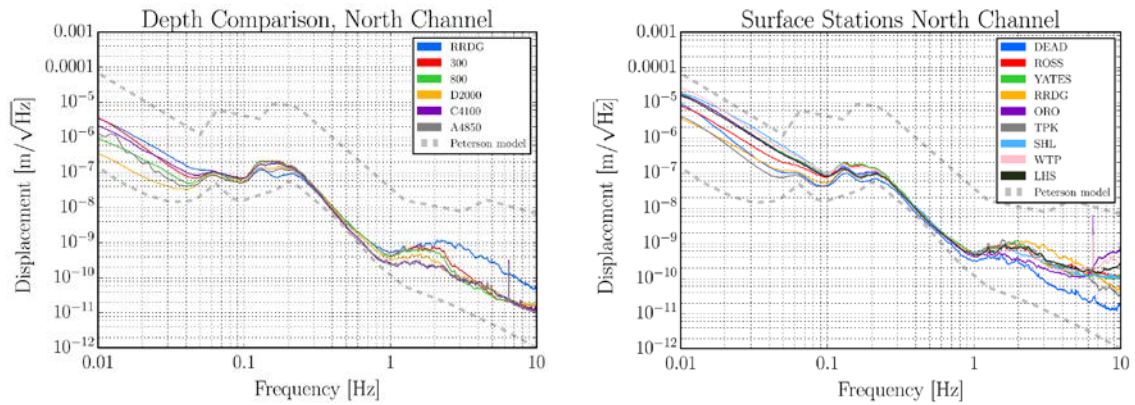 Depth Comparison, North Channel
0.001
0.0001
10⁻⁵
10⁻⁶
10⁻⁷
10⁻⁸
10⁻⁹
10⁻¹⁰
10⁻¹¹
10⁻¹²
Displacement [m/√Hz]
RRDG
300
800
D2000
C4100
A4850
Peterson model
0.01
0.1
1
10
Frequency [Hz]
Surface Stations North Channel
0.001
0.0001
10⁻⁵
10⁻⁶
10⁻⁷
10⁻⁸
10⁻⁹
10⁻¹⁰
10⁻¹¹
10⁻¹²
Displacement [m/√Hz]
DEAD
ROSS
YATES
RRDG
ORO
TPK
SHL
WTP
LHS
Peterson model
0.01
0.1
1
10
Frequency [Hz]